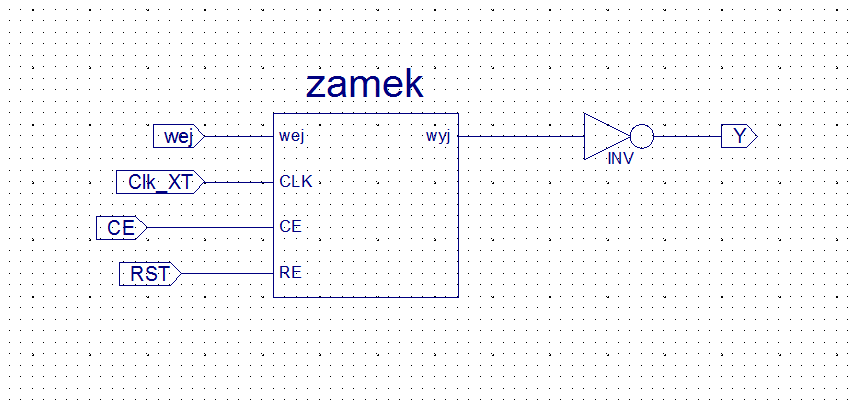 zamek
wej
wej
wyj
Y
INV
Clk_XT
CLK
CE
CE
RST
RE